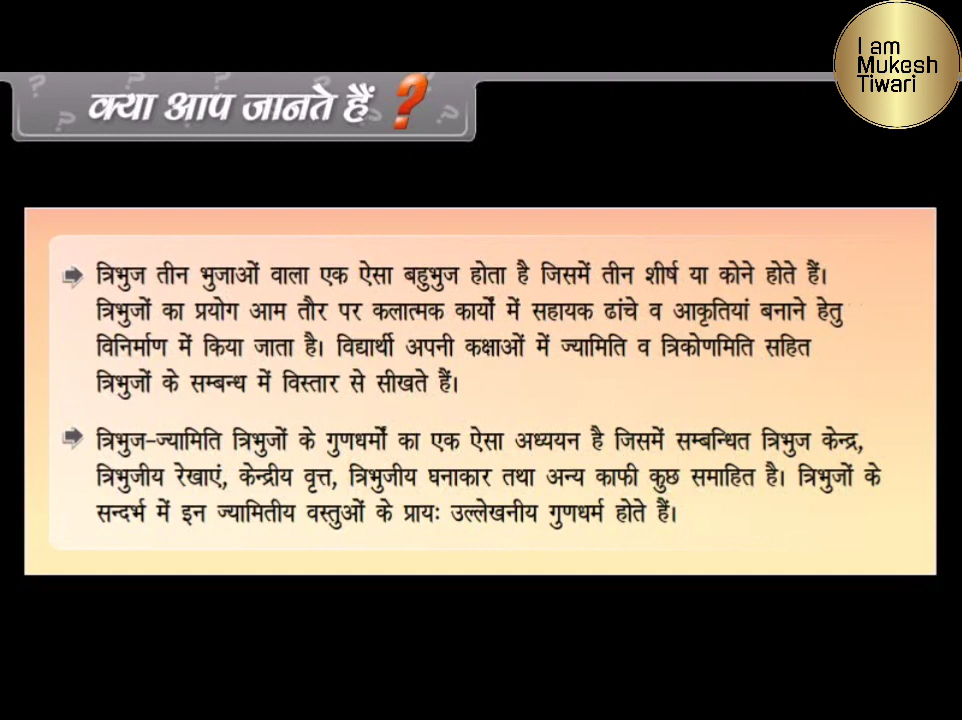 I am
Mukesh
Tiwari
क्या आप जानते हैं ?
त्रिभुज तीन भुजाओं वाला एक ऐसा बहुभुज होता है जिसमें तीन शीर्ष या कोने होते हैं।
त्रिभुजों का प्रयोग आम तौर पर कलात्मक कार्यों में सहायक ढांचे व आकृतियां बनाने हेतु
विनिर्माण में किया जाता है। विद्यार्थी अपनी कक्षाओं में ज्यामिति व त्रिकोणमिति सहित
त्रिभुजों के सम्बन्ध में विस्तार से सीखते हैं।
त्रिभुज-ज्यामिति त्रिभुजों के गुणधर्मों का एक ऐसा अध्ययन है जिसमें सम्बन्धित त्रिभुज केन्द्र,
त्रिभुजीय रेखाएं, केन्द्रीय वृत्त, त्रिभुजीय घनाकार तथा अन्य काफी कुछ समाहित है। त्रिभुजों के
सन्दर्भ में इन ज्यामितीय वस्तुओं के प्रायः उल्लेखनीय गुणधर्म होते हैं।